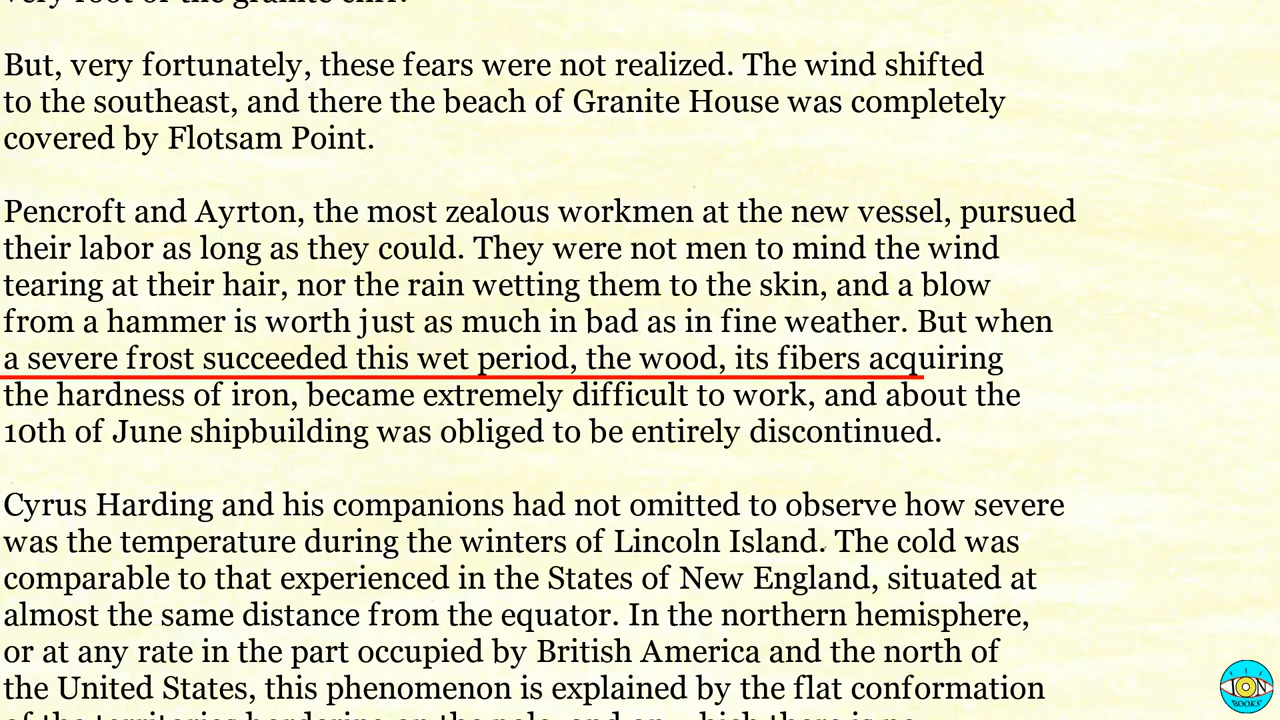 But, very fortunately, these fears were not realized. The wind shifted
to the southeast, and there the beach of Granite House was completely
covered by Flotsam Point.
Pencroft and Ayrton, the most zealous workmen at the new vessel, pursued
their labor as long as they could. They were not men to mind the wind
tearing at their hair, nor the rain wetting them to the skin, and a blow
from a hammer is worth just as much in bad as in fine weather. But when
a severe frost succeeded this wet period, the wood, its fibers acquiring
the hardness of iron, became extremely difficult to work, and about the
10th of June shipbuilding was obliged to be entirely discontinued.
Cyrus Harding and his companions had not omitted to observe how severe
was the temperature during the winters of Lincoln Island. The cold was
comparable to that experienced in the States of New England, situated at
almost the same distance from the equator. In the northern hemisphere,
or at any rate in the part occupied by British America and the north of
the United States, this phenomenon is explained by the flat conformation
ION
BOOKS